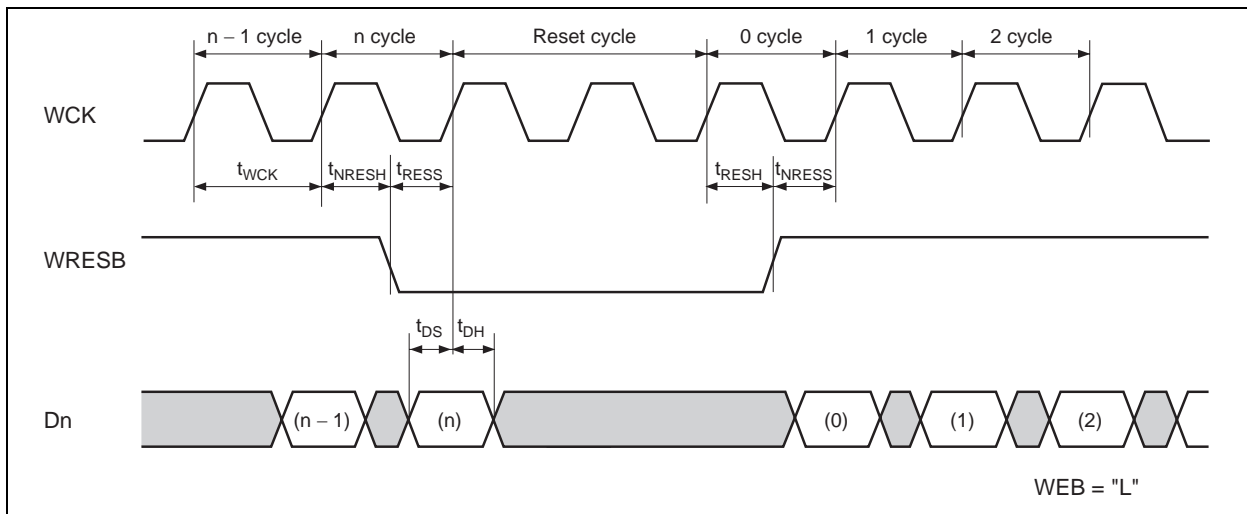 n – 1 cycle n cycle Reset cycle 0 cycle 1 cycle 2 cycle
WCK
tWCK tNRESH tRESS tRESH tNRESS
WRESB
tDS tDH
Dn (n – 1) (n) (0) (1) (2)
WEB = "L"